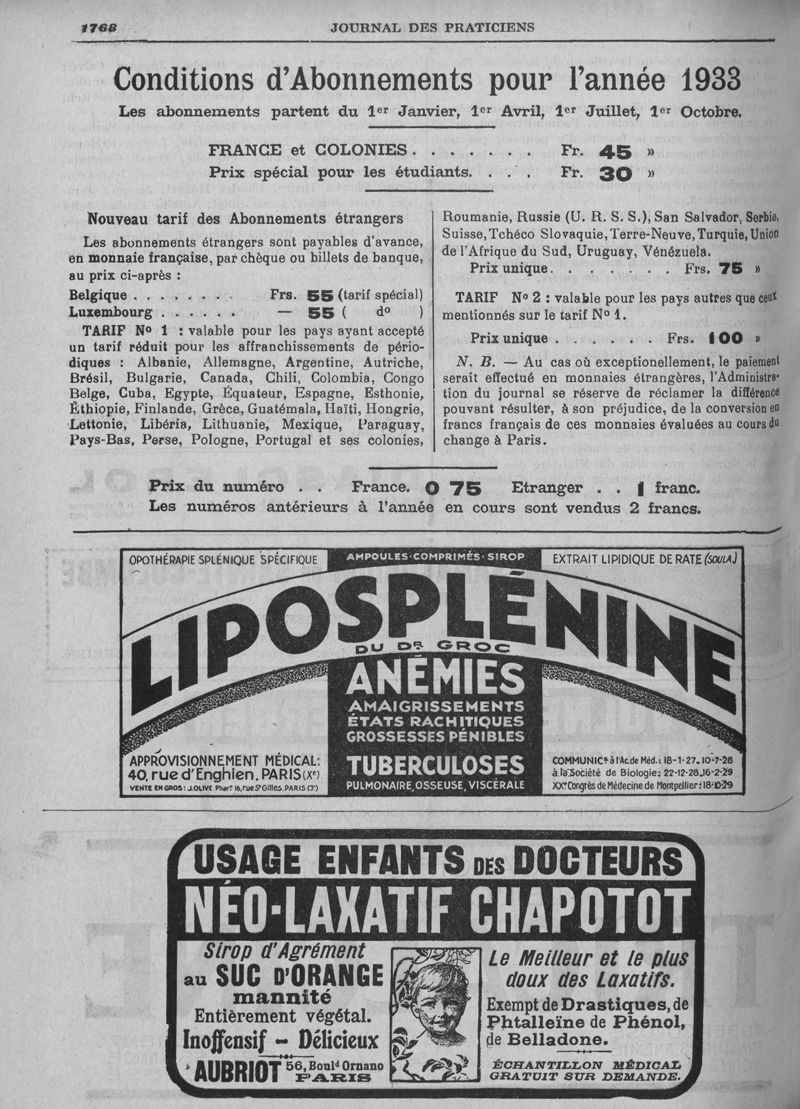 1768
JOURNAL DES PRATICIENS
Conditions d'Abonnements pour l'année 1933
Les abonnements partent du 1er Janvier, 1er Avril, 1er Juillet, 1er Octobre.
FRANCE et COLONIES . . . . . . . Fr. 45 »
Prix spécial pour les étudiants. . . . Fr. 30 »
Nouveau tarif des Abonnements étrangers
Les abonnements étrangers sont payables d'avance,
en monnaie française, par chèque ou billets de banque,
au prix ci-après :
Belgique . . . . . . . . Frs. 55 (tarif spécial)
Luxembourg . . . . . . — 55 ( do )
TARIF No 1 : valable pour les pays ayant accepté
un tarif réduit pour les affranchissements de pério-
diques : Albanie, Allemagne, Argentine, Autriche,
Brésil, Bulgarie, Canada, Chili, Colombia, Congo
Belge, Cuba, Egypte, Équateur, Espagne, Esthonie,
Éthiopie, Finlande, Grèce, Guatémala, Haïti, Hongrie,
Lettonie, Libéria, Lithuanie, Mexique, Paraguay,
Pays-Bas, Perse, Pologne, Portugal et ses colonies,
Roumanie, Russie (U. R. S. S.), San Salvador, Serbie,
Suisse, Tchéco Slovaquie, Terre-Neuve, Turquie, Union
de l'Afrique du Sud, Uruguay, Vénézuela.
Prix unique. . . . . . . . Frs. 75 »
TARIF No 2 : valable pour les pays autres que ceux
mentionnés sur le tarif No 1.
Prix unique . . . . . . Frs. 100 »
N. B. — Au cas où exceptionellement, le paiement
serait effectué en monnaies étrangères, l'Administra-
tion du journal se réserve de réclamer la différence
pouvant résulter, à son préjudice, de la conversion en
francs français de ces monnaies évaluées au cours du
change à Paris.
Prix du numéro . . France. 0 75 Etranger . . 1 franc.
Les numéros antérieurs à l'année en cours sont vendus 2 francs.
OPOTHÉRAPIE SPLÉNIQUE SPÉCIFIQUE
AMPOULES·COMPRIMÉS·SIROP
EXTRAIT LIPIDIQUE DE RATE (SOULA)
LIPOSPLÉNINE
DU DR GROC
ANÉMIES
AMAIGRISSEMENTS
ÉTATS RACHITIQUES
GROSSESSES PÉNIBLES
TUBERCULOSES
PULMONAIRE, OSSEUSE, VISCÉRALE
APPROVISIONNEMENT MÉDICAL:
40, rue d'Enghien, PARIS (Xe)
VENTE EN GROS: J. OLIVE Pharn 16, rue St Gilles. PARIS (3e)
COMMUNICs à l'Ac. de Méd.: 18-1-27_10-7-28
à la Société de Biologie: 22-12-28_16-2-29
XXe Congrès de Médecine de Montpellier: 18-10-29
USAGE ENFANTS DES DOCTEURS
NÉO-LAXATIF CHAPOTOT
Sirop d'Agrément
au SUC D'ORANGE
mannité
Entièrement végétal.
Inoffensif - Délicieux
AUBRIOT 56, Bould Ornano
PARIS
Le Meilleur et le plus
doux des Laxatifs.
Exempt de Drastiques, de
Phtalleïne de Phénol,
de Belladone.
ÉCHANTILLON MÉDICAL
GRATUIT SUR DEMANDE.